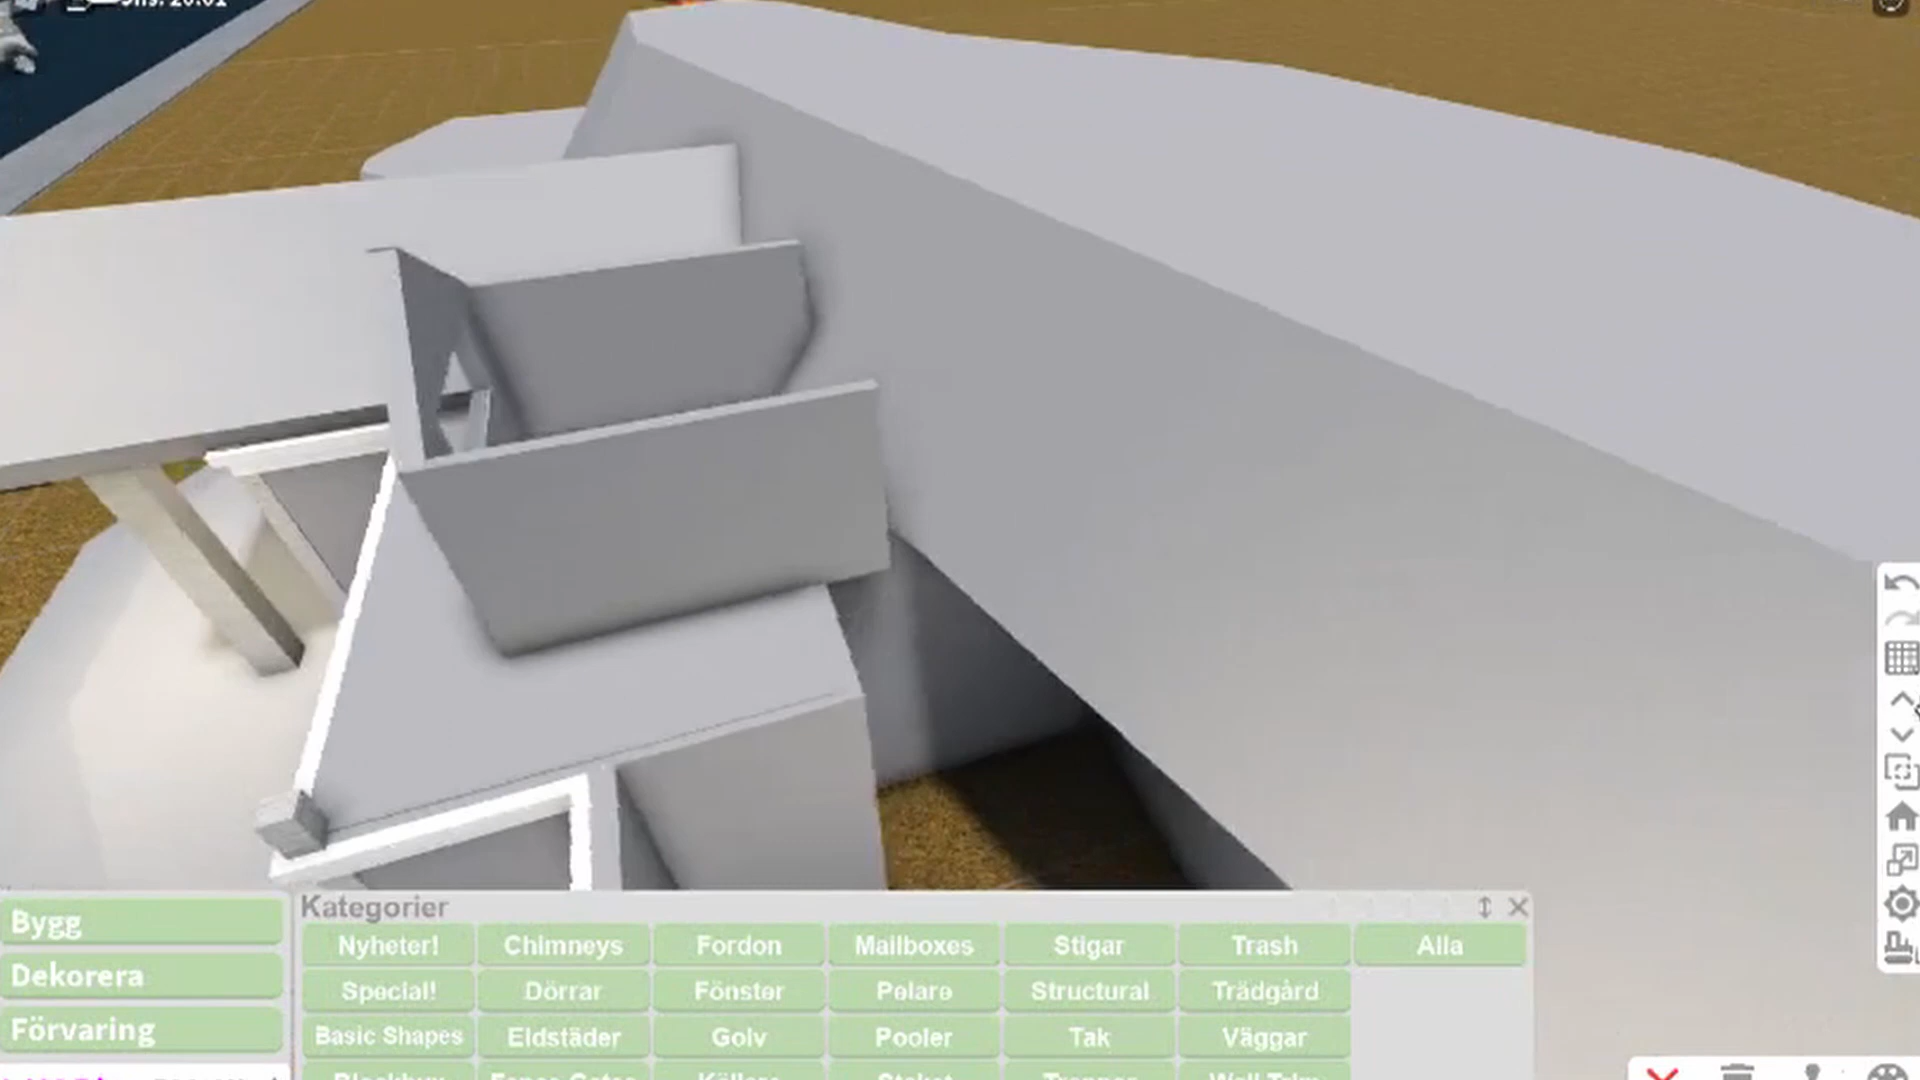 Bygg
Dekorera
Förvaring
Kategorier
Nyheter! Chimneys Fordon Mailboxes Stigar Trash Alla
Special! Dörrar Fönster Pelare Structural Trädgård
Basic Shapes Eldstäder Golv Pooler Tak Väggar